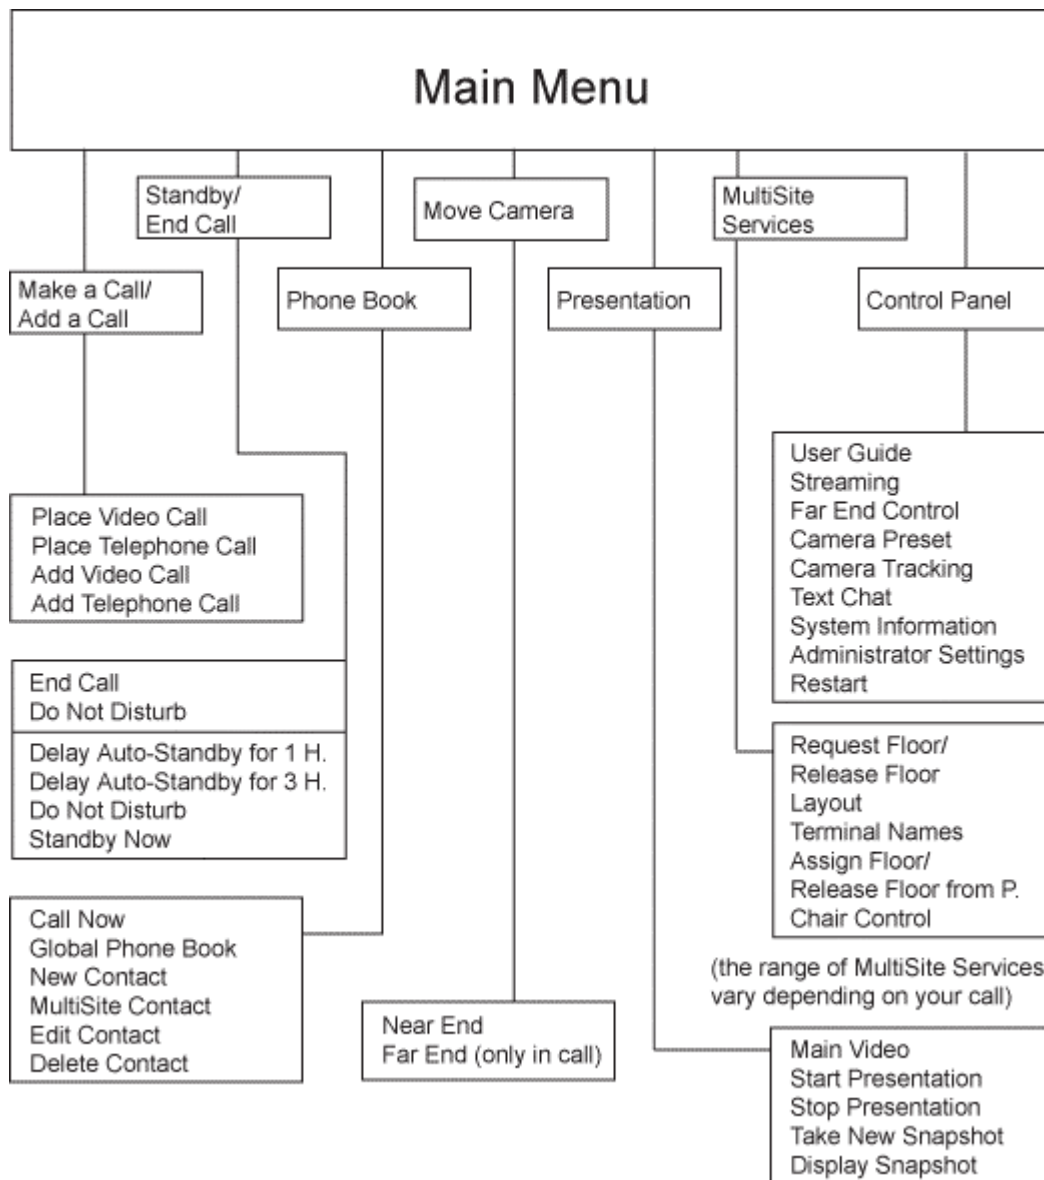 Main Menu
Standby/
End Call
Move Camera
MultiSite
Services
Make a Call/
Add a Call
Phone Book
Presentation
Control Panel
User Guide
Streaming
Far End Control
Camera Preset
Camera Tracking
Text Chat
System Information
Administrator Settings
Restart
Place Video Call
Place Telephone Call
Add Video Call
Add Telephone Call
End Call
Do Not Disturb
Delay Auto-Standby for 1 H.
Delay Auto-Standby for 3 H.
Do Not Disturb
Standby Now
Request Floor/
Release Floor
Layout
Terminal Names
Assign Floor/
Release Floor from P.
Chair Control
(the range of MultiSite Services
vary depending on your call)
Call Now
Global Phone Book
New Contact
MultiSite Contact
Edit Contact
Delete Contact
Near End
Far End (only in call)
Main Video
Start Presentation
Stop Presentation
Take New Snapshot
Display Snapshot